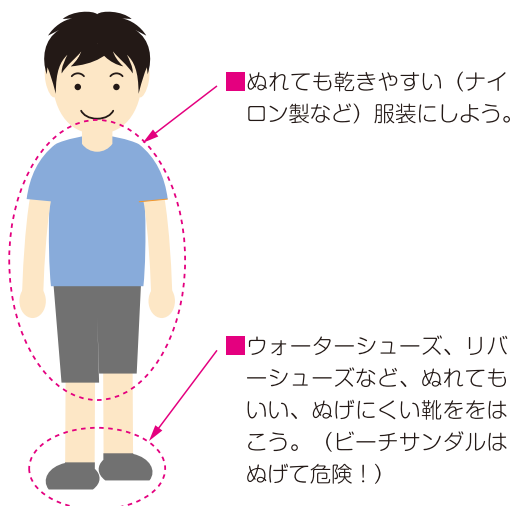 ■ぬれても乾きやすい（ナイ
ロン製など）服装にしよう。
■ウォーターシューズ、リバ
ーシューズなど、ぬれても
いい、ぬげにくい靴ををは
こう。（ビーチサンダルは
ぬげて危険！）